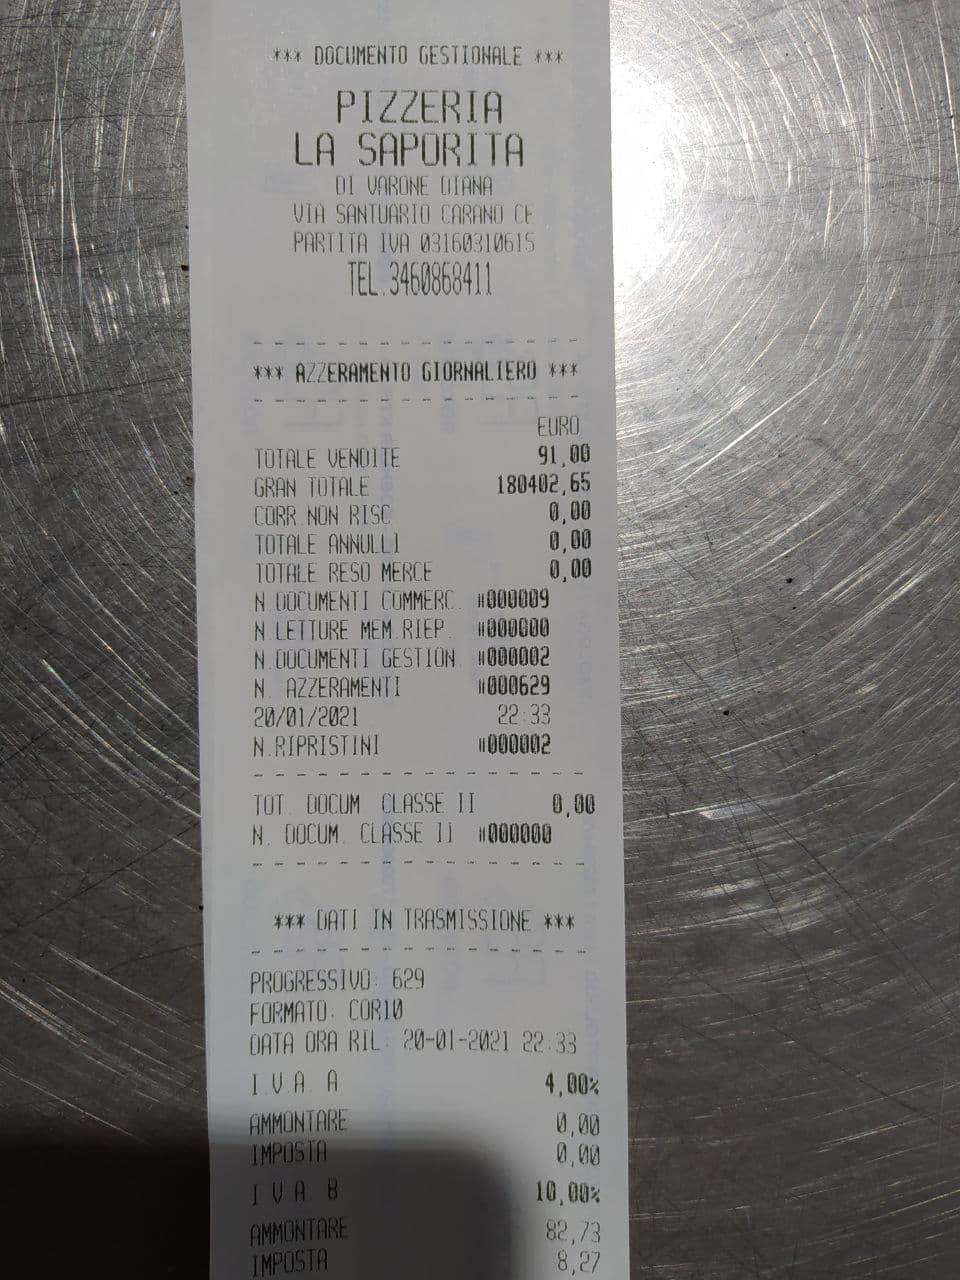 *** DOCUMENTO GESTIONALE ***
PIZZERIA
LA SAPORITA
DI VARONE DIANA
VIA SANTUARIO CARANO CE
PARTITA IVA 03160310615
TEL.3460868411
*** AZZERAMENTO GIORNALIERO ***
EURO
TOTALE VENDITE 91,00
GRAN TOTALE 180402,65
CORR.NON RISC 0,00
TOTALE ANNULLI 0,00
TOTALE RESO MERCE 0,00
N.DOCUMENTI COMMERC. #000009
N.LETTURE MEM.RIEP. #000000
N.DOCUMENTI GESTION. #000002
N. AZZERAMENTI #000629
20/01/2021 22:33
N.RIPRISTINI #000002
TOT. DOCUM. CLASSE II 0,00
N. DOCUM. CLASSE II #000000
*** DATI IN TRASMISSIONE ***
PROGRESSIVO: 629
FORMATO: COR10
DATA ORA RIL: 20-01-2021 22:33
I.V.A. A 4,00%
AMMONTARE 0,00
IMPOSTA 0,00
I.V.A. B 10,00%
AMMONTARE 82,73
IMPOSTA 8,27